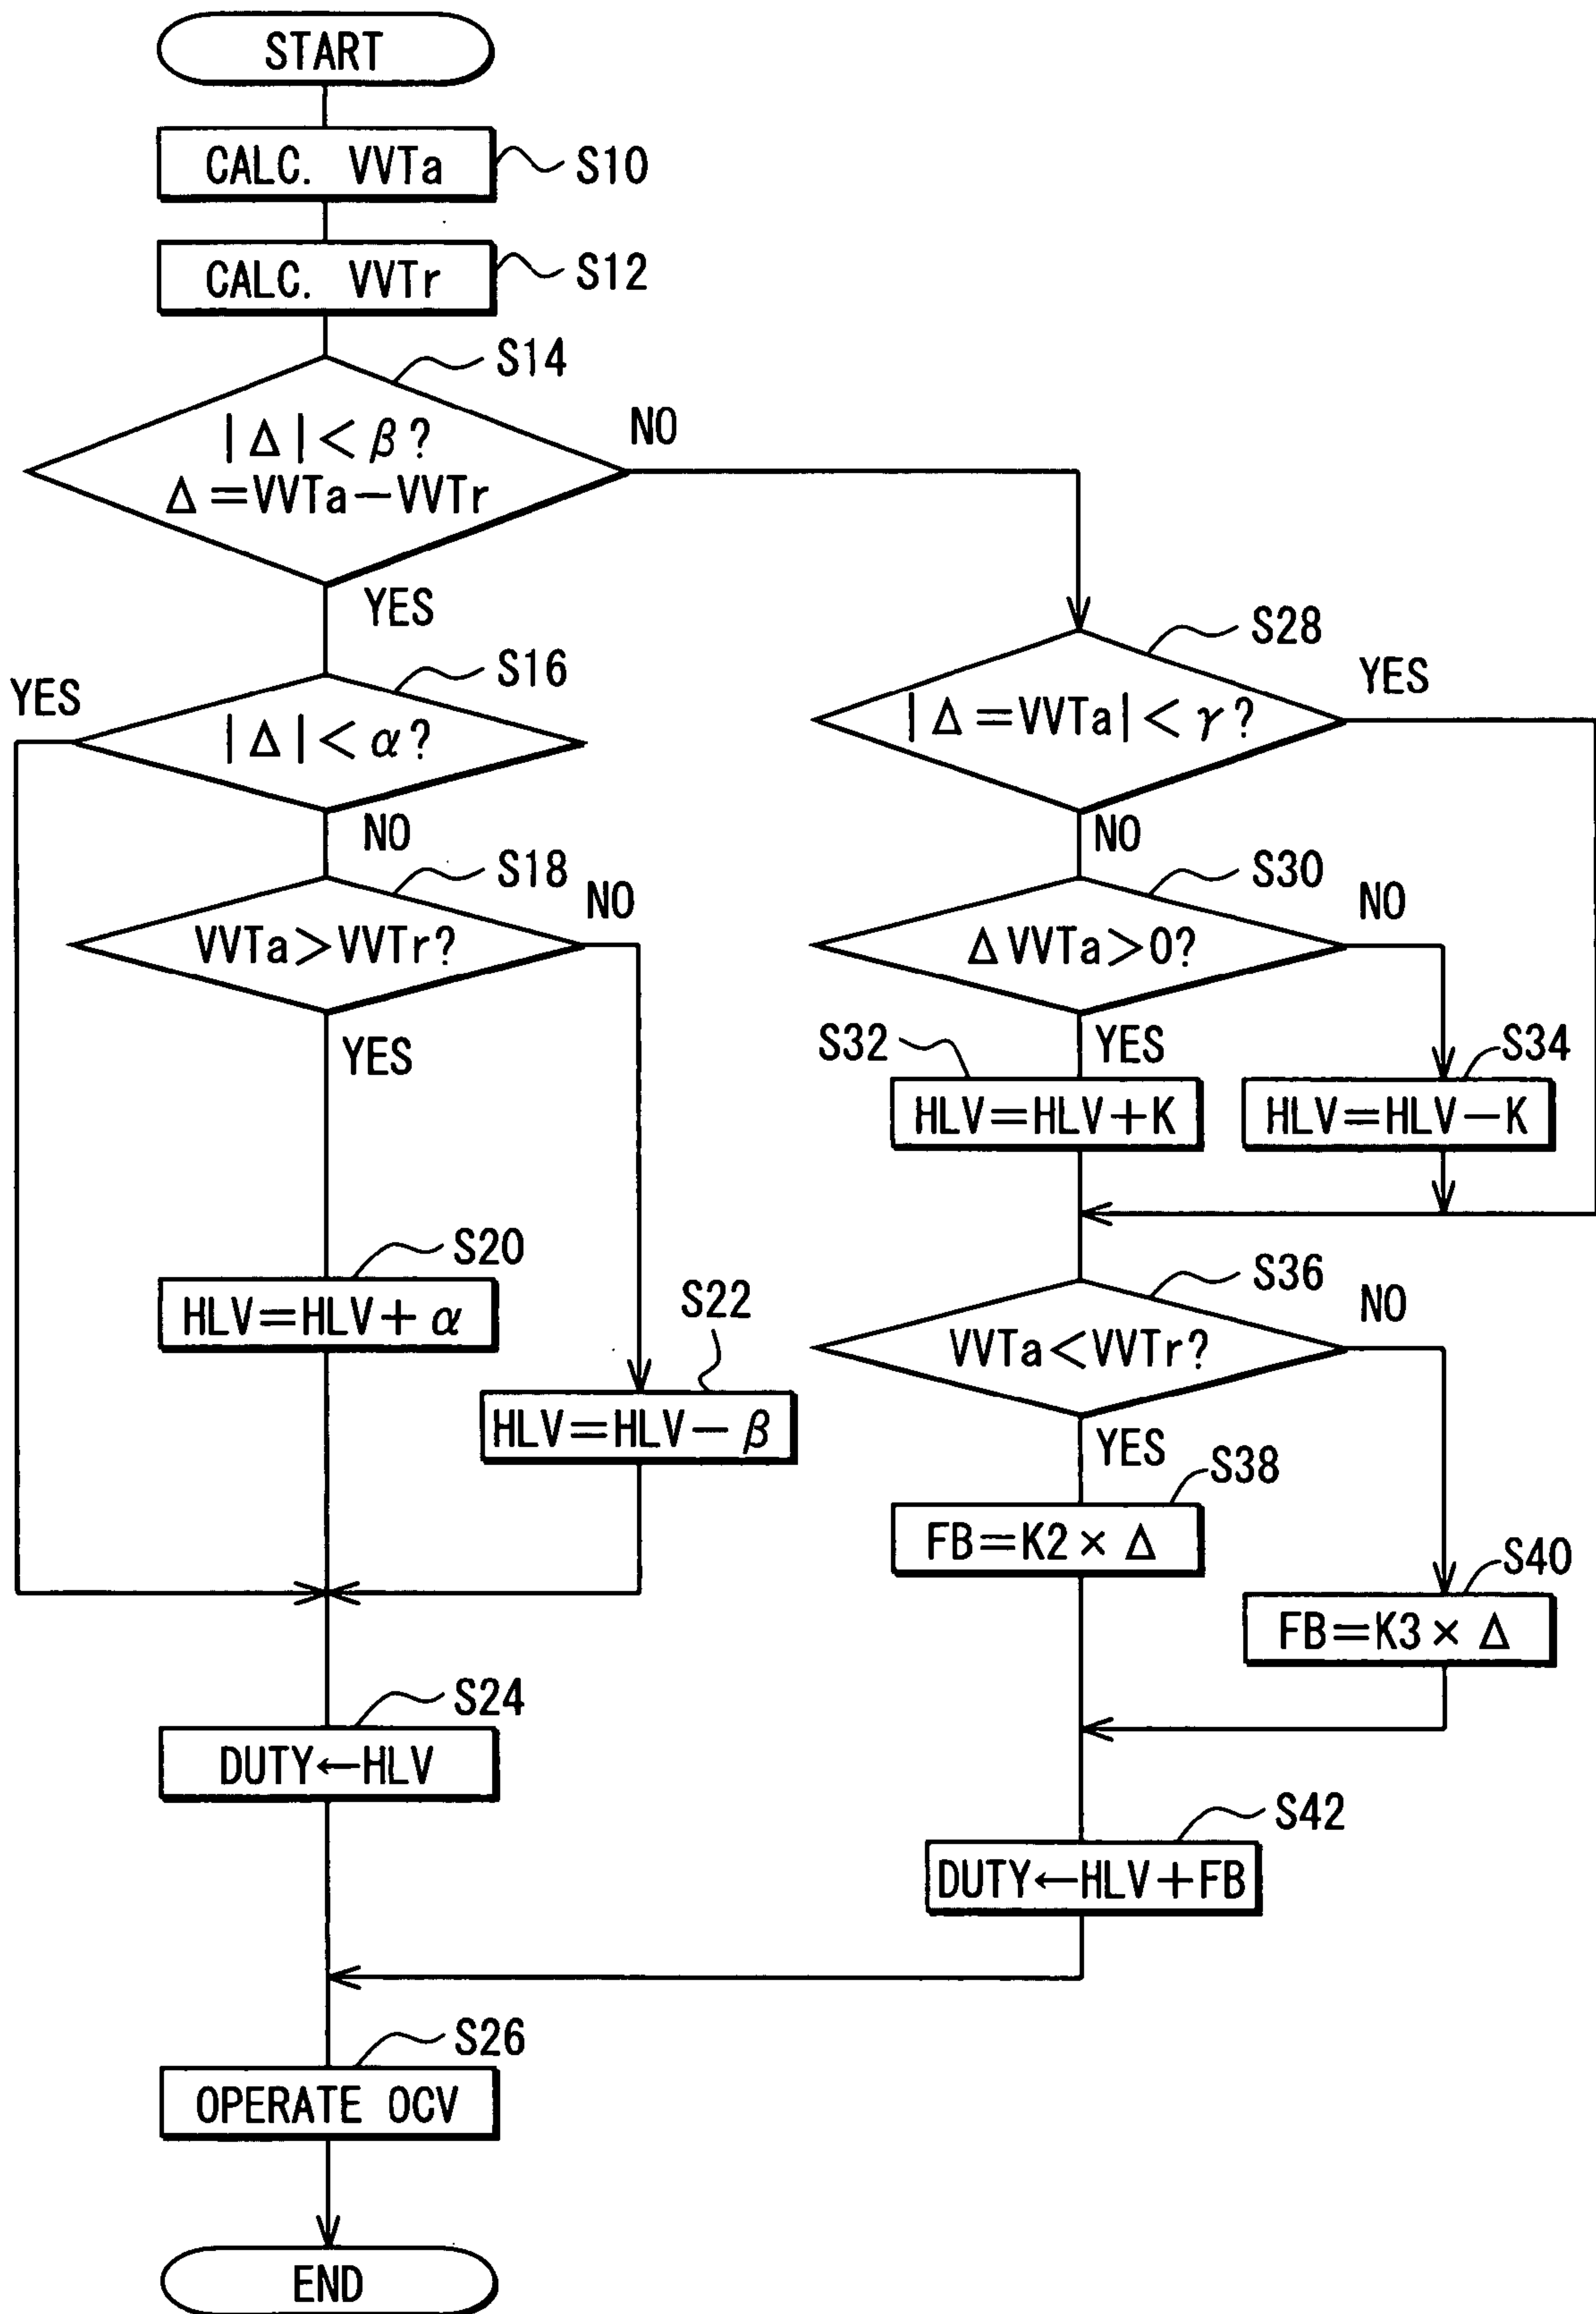 START
CALC. VVTa
S10
CALC. VVTr
S12
S14
|Δ|<β?
Δ=VVTa−VVTr
NO
YES
S16
YES
|Δ|<α?
NO
S18
VVTa>VVTr?
NO
YES
S20
HLV=HLV+α
S22
HLV=HLV−β
S24
DUTY←HLV
S26
OPERATE OCV
END
S28
|Δ=VVTa|<γ?
YES
NO
S30
ΔVVTa>0?
NO
YES
S32
HLV=HLV+K
S34
HLV=HLV−K
S36
VVTa<VVTr?
NO
YES
S38
FB=K2×Δ
S40
FB=K3×Δ
S42
DUTY←HLV+FB